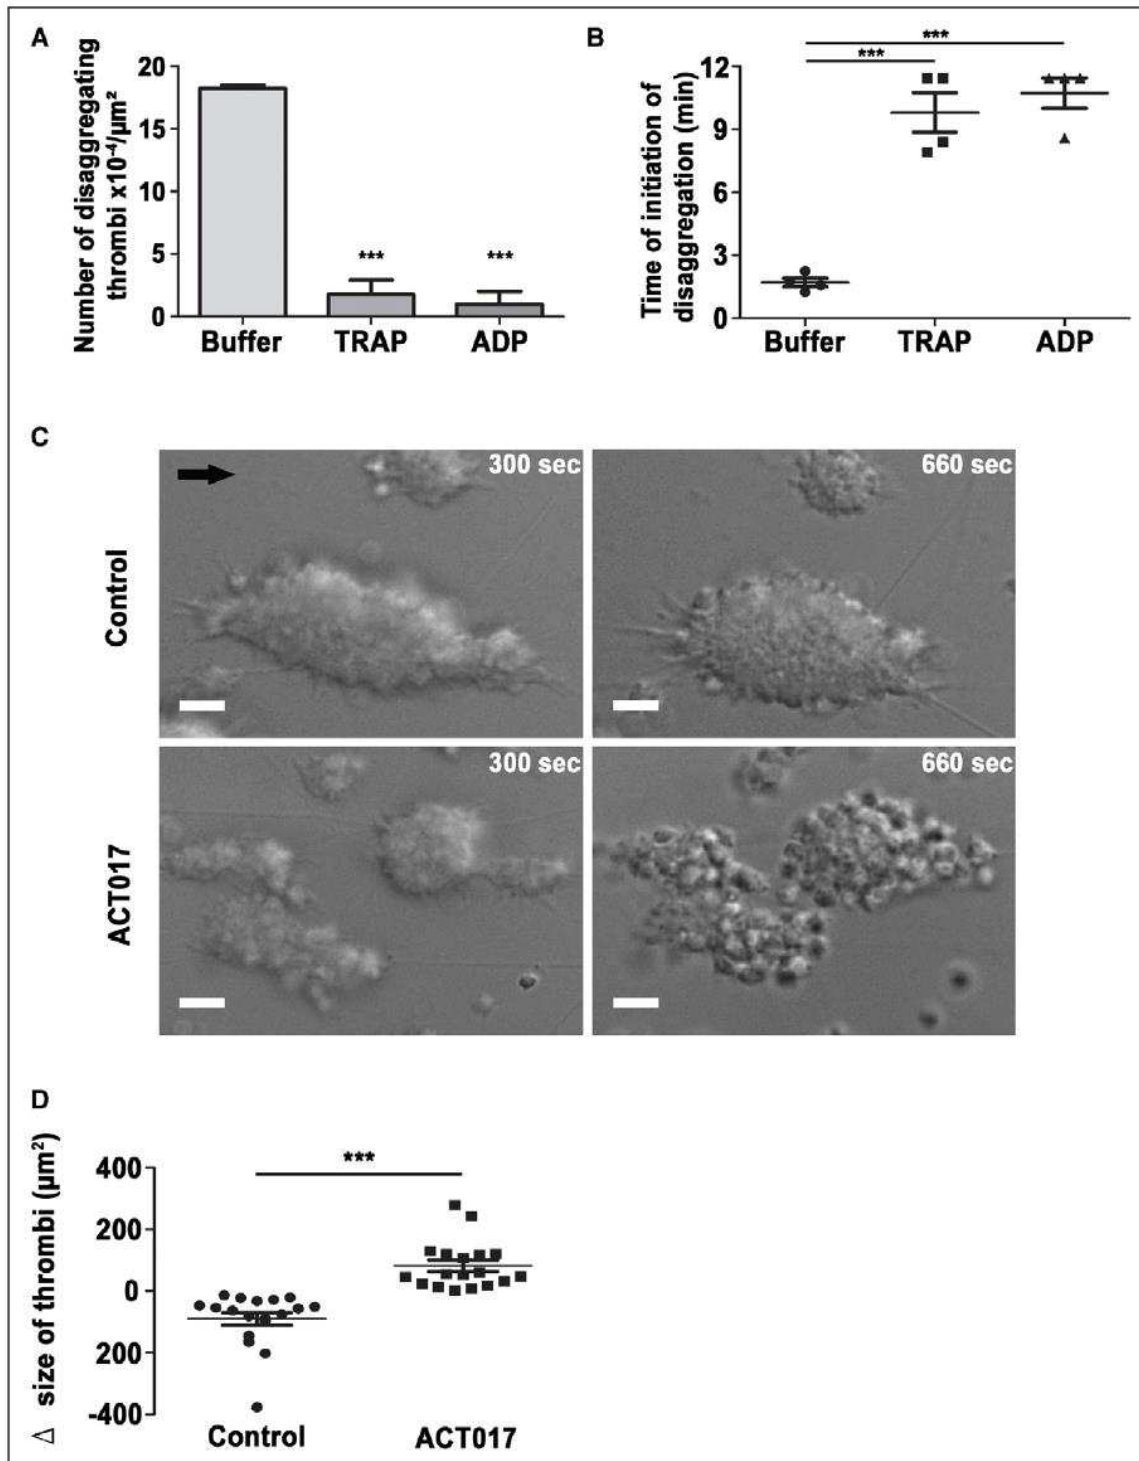 A
Number of disaggregating
thrombi x10⁻⁴/µm²
20
15
10
5
0
***
***
Buffer
TRAP
ADP
B
Time of initiation of
disaggregation (min)
12
9
6
3
0
***
***
Buffer
TRAP
ADP
C
Control
300 sec
660 sec
ACT017
300 sec
660 sec
D
△ size of thrombi (µm²)
400
200
0
200
-400
***
Control
ACT017